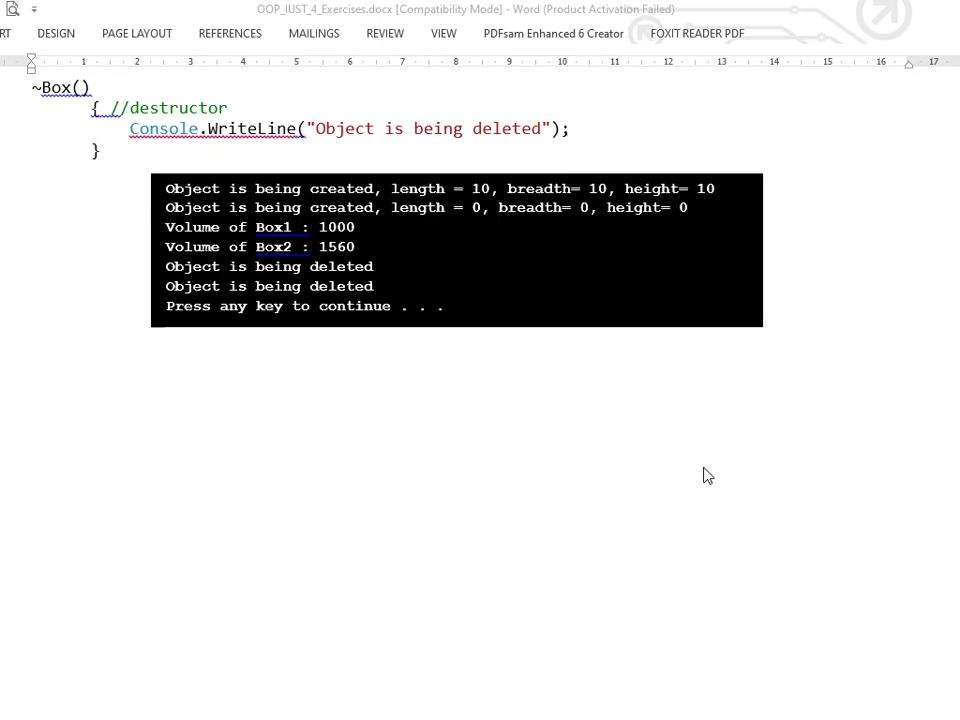 OOP_IUST_4_Exercises.docx [Compatibility Mode] - Word (Product Activation Failed)
RT DESIGN PAGE LAYOUT REFERENCES MAILINGS REVIEW VIEW PDFsam Enhanced 6 Creator FOXIT READER PDF
1 2 3 4 5 6 7 8 9 10 11 12 13 14 15 16 17
~Box()
{ //destructor
Console.WriteLine("Object is being deleted");
}
Object is being created, length = 10, breadth= 10, height= 10
Object is being created, length = 0, breadth= 0, height= 0
Volume of Box1 : 1000
Volume of Box2 : 1560
Object is being deleted
Object is being deleted
Press any key to continue . . .